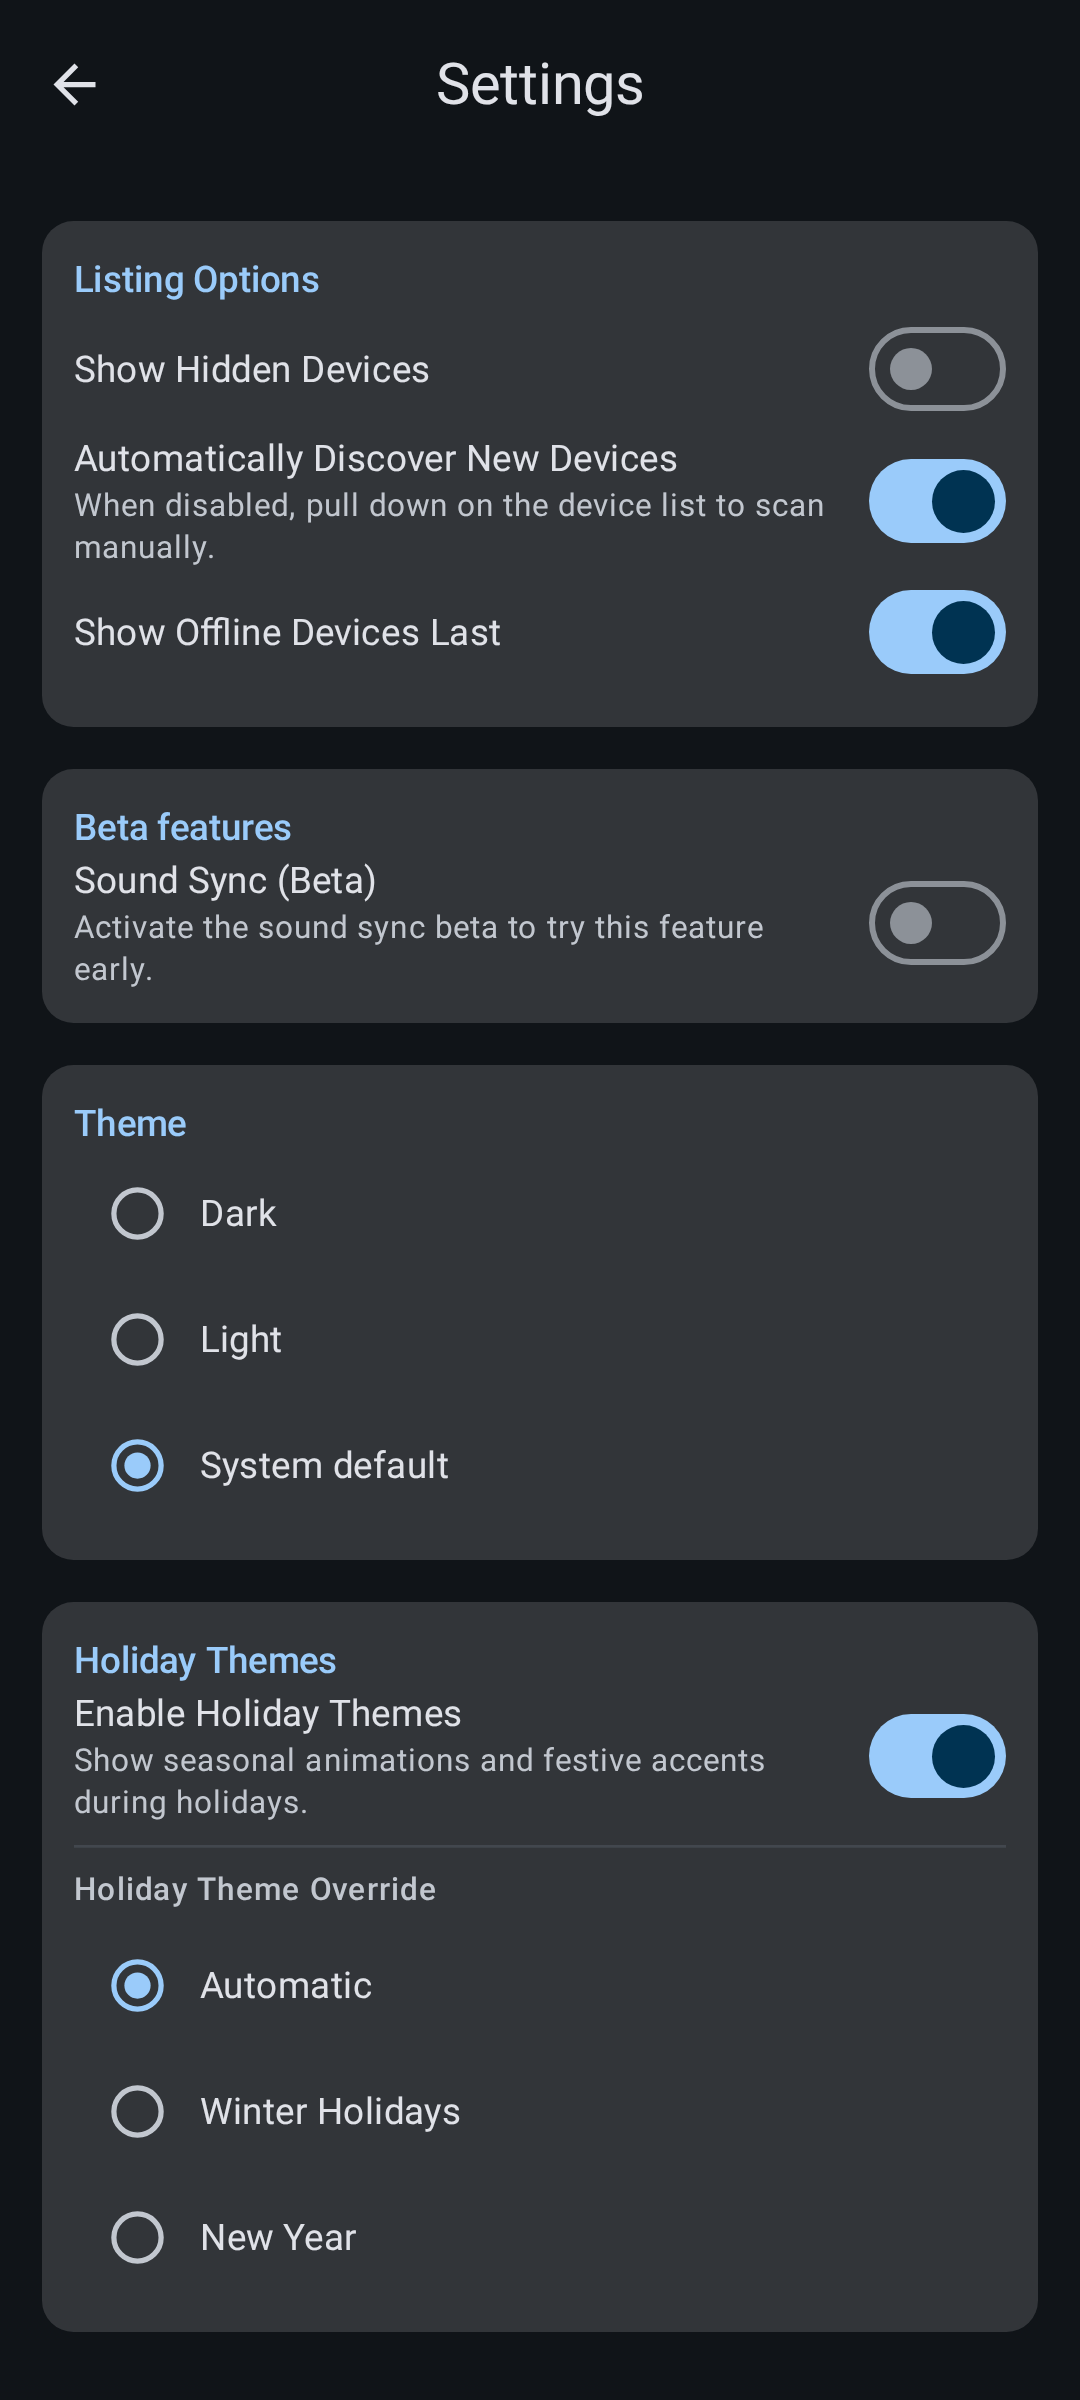 Settings
Listing Options
Show Hidden Devices
Automatically Discover New Devices
When disabled, pull down on the device list to scan
manually.
Show Offline Devices Last
Beta features
Sound Sync (Beta)
Activate the sound sync beta to try this feature
early.
Theme
Dark
Light
System default
Holiday Themes
Enable Holiday Themes
Show seasonal animations and festive accents
during holidays.
Holiday Theme Override
Automatic
Winter Holidays
New Year